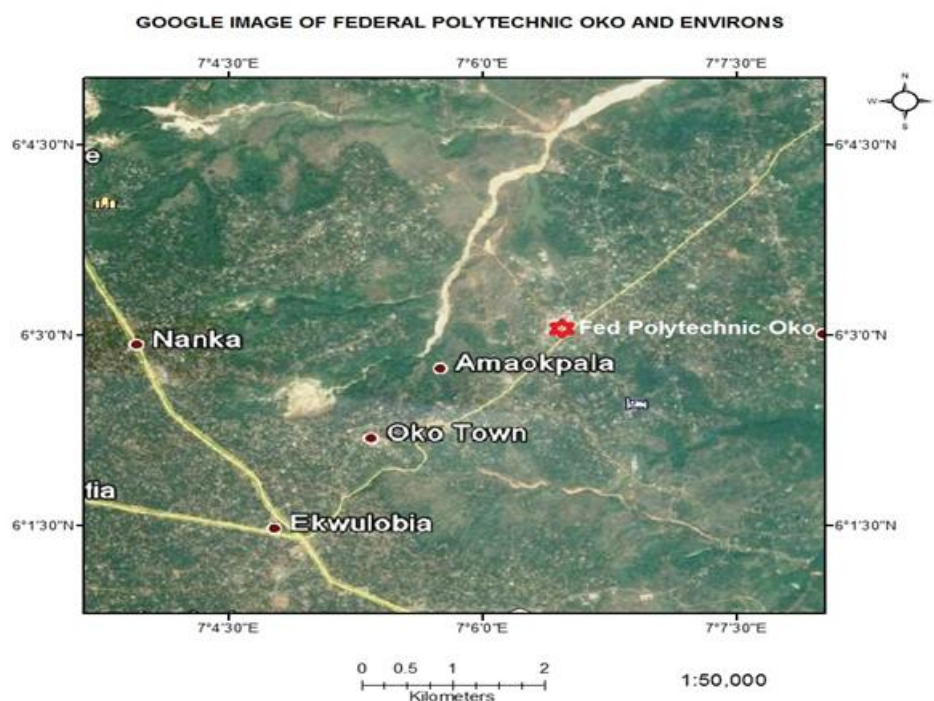 GOOGLE IMAGE OF FEDERAL POLYTECHNIC OKO AND ENVIRONS
7°4'30"E 7°6'0"E 7°7'30"E
N
W E
S
6°4'30"N 6°4'30"N
e
6°3'0"N Nanka Fed Polytechnic Oko 6°3'0"N
Amaokpala
Oko Town
tia
6°1'30"N Ekwulobia 6°1'30"N
7°4'30"E 7°6'0"E 7°7'30"E
0 0.5 1 2
Kilometers
1:50,000